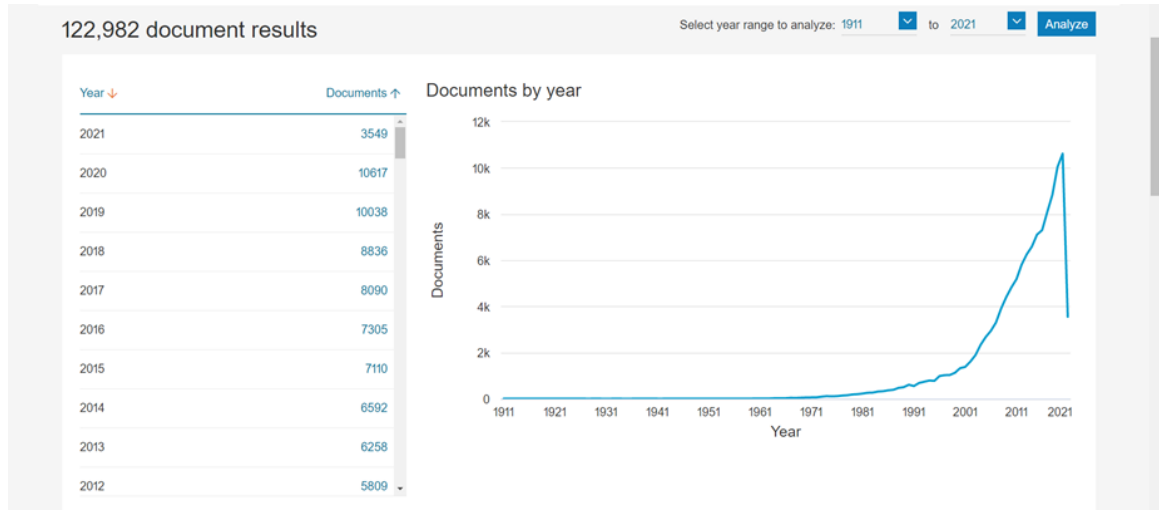 122,982 document results
Select year range to analyze: 1911 to 2021 Analyze
Year Documents
2021 3549
2020 10617
2019 10038
2018 8836
2017 8090
2016 7305
2015 7110
2014 6592
2013 6258
2012 5809
Documents by year
12k
10k
8k
6k
4k
2k
0
Documents
1911 1921 1931 1941 1951 1961 1971 1981 1991 2001 2011 2021
Year